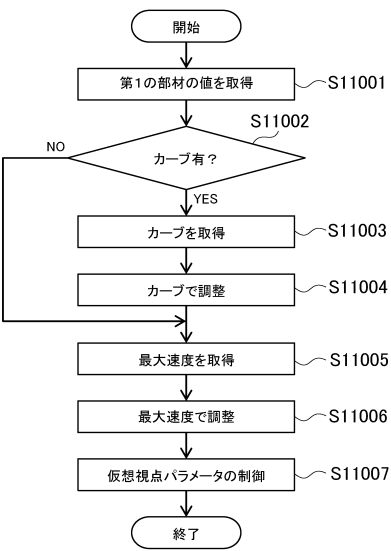 開始
第1の部材の値を取得
S11001
S11002
カーブ有？
NO
YES
カーブを取得
S11003
カーブで調整
S11004
最大速度を取得
S11005
最大速度で調整
S11006
仮想視点パラメータの制御
S11007
終了